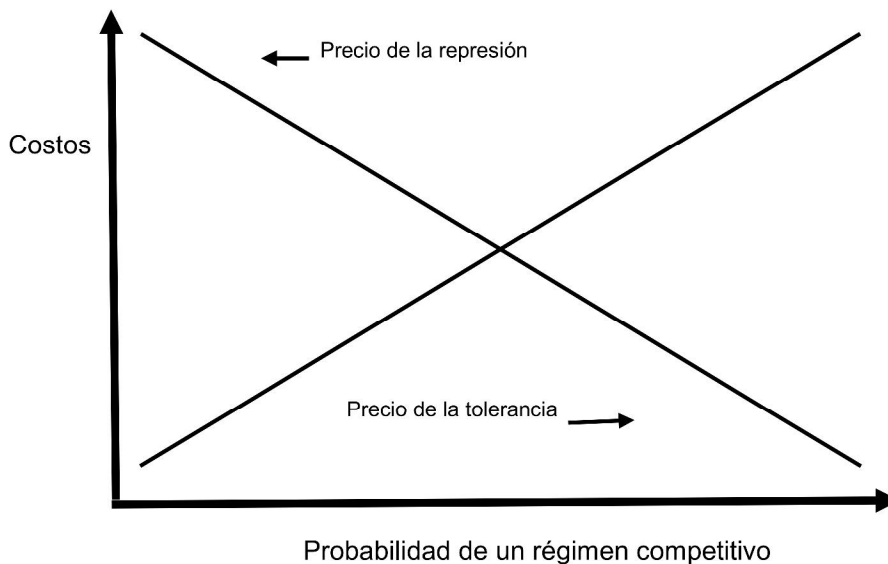 Precio de la represión
Costos
Precio de la tolerancia
Probabilidad de un régimen competitivo